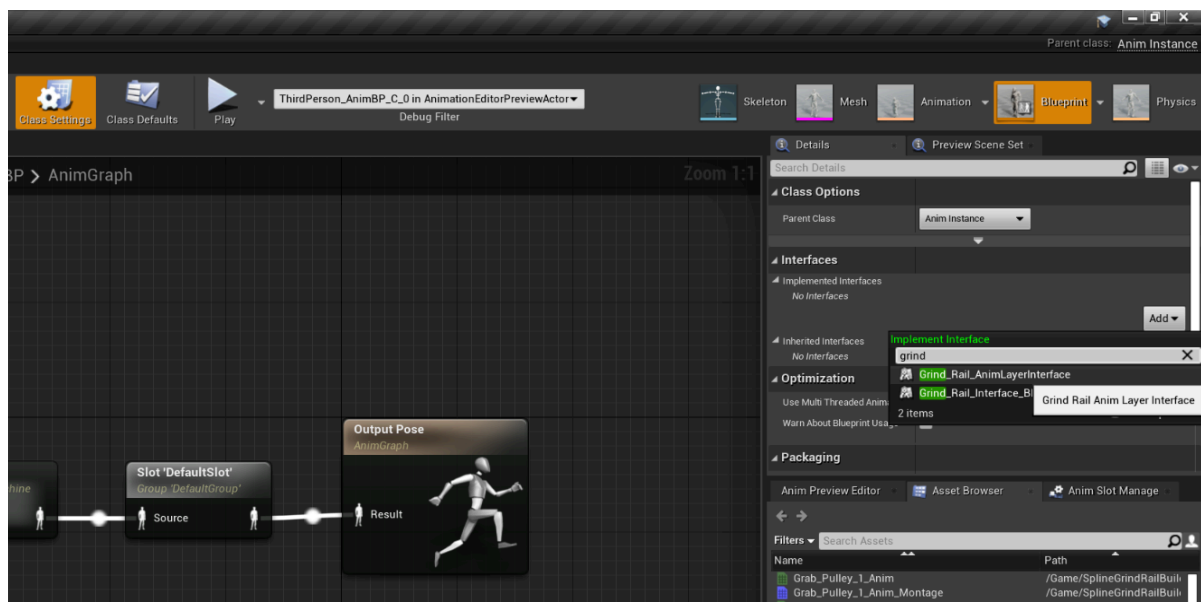 Parent class: Anim Instance
Class Settings
Class Defaults
Play
ThirdPerson_AnimBP_C_0 in AnimationEditorPreviewActor
Debug Filter
Skeleton
Mesh
Animation
Blueprint
Physics
BP > AnimGraph
Zoom 1:1
Details
Preview Scene Set
Search Details
Class Options
Parent Class
Anim Instance
Interfaces
Implemented Interfaces
No Interfaces
Add
Inherited Interfaces
No Interfaces
Implement Interface
grind
Grind_Rail_AnimLayerInterface
Grind_Rail_Interface_Bl
2 items
Grind Rail Anim Layer Interface
Optimization
Use Multi Threaded Anim
Warn About Blueprint Usage
Packaging
Output Pose
AnimGraph
Result
Slot 'DefaultSlot'
Group 'DefaultGroup'
Source
hine
Anim Preview Editor
Asset Browser
Anim Slot Manage
Filters
Search Assets
Name
Path
Grab_Pulley_1_Anim
/Game/SplineGrindRailBuil
Grab_Pulley_1_Anim_Montage
/Game/SplineGrindRailBuil